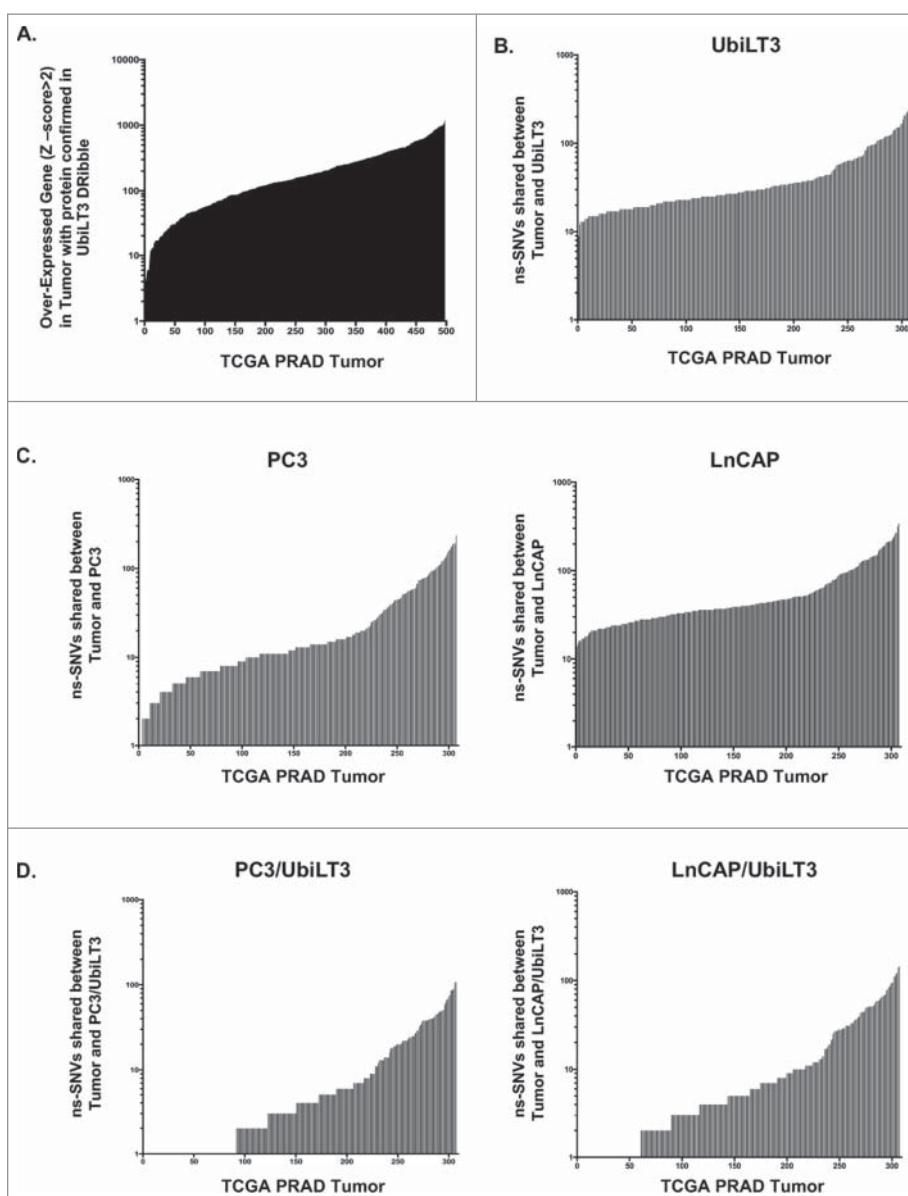 A.
Over-Expressed Gene (Z –score>2)
in Tumor with protein confirmed in
UbiLT3 DRibble
10000
1000
100
10
1
0 50 100 150 200 250 300 350 400 450 500
TCGA PRAD Tumor
B.
UbiLT3
ns-SNVs shared between
Tumor and UbiLT3
1000
100
10
1
0 50 100 150 200 250 300
TCGA PRAD Tumor
C.
PC3
ns-SNVs shared between
Tumor and PC3
1000
100
10
1
0 50 100 150 200 250 300
TCGA PRAD Tumor
LnCAP
ns-SNVs shared between
Tumor and LnCAP
1000
100
10
1
0 50 100 150 200 250 300
TCGA PRAD Tumor
D.
PC3/UbiLT3
ns-SNVs shared between
Tumor and PC3/UbiLT3
1000
100
10
1
0 50 100 150 200 250 300
TCGA PRAD Tumor
LnCAP/UbiLT3
ns-SNVs shared between
Tumor and LnCAP/UbiLT3
1000
100
10
1
0 50 100 150 200 250 300
TCGA PRAD Tumor